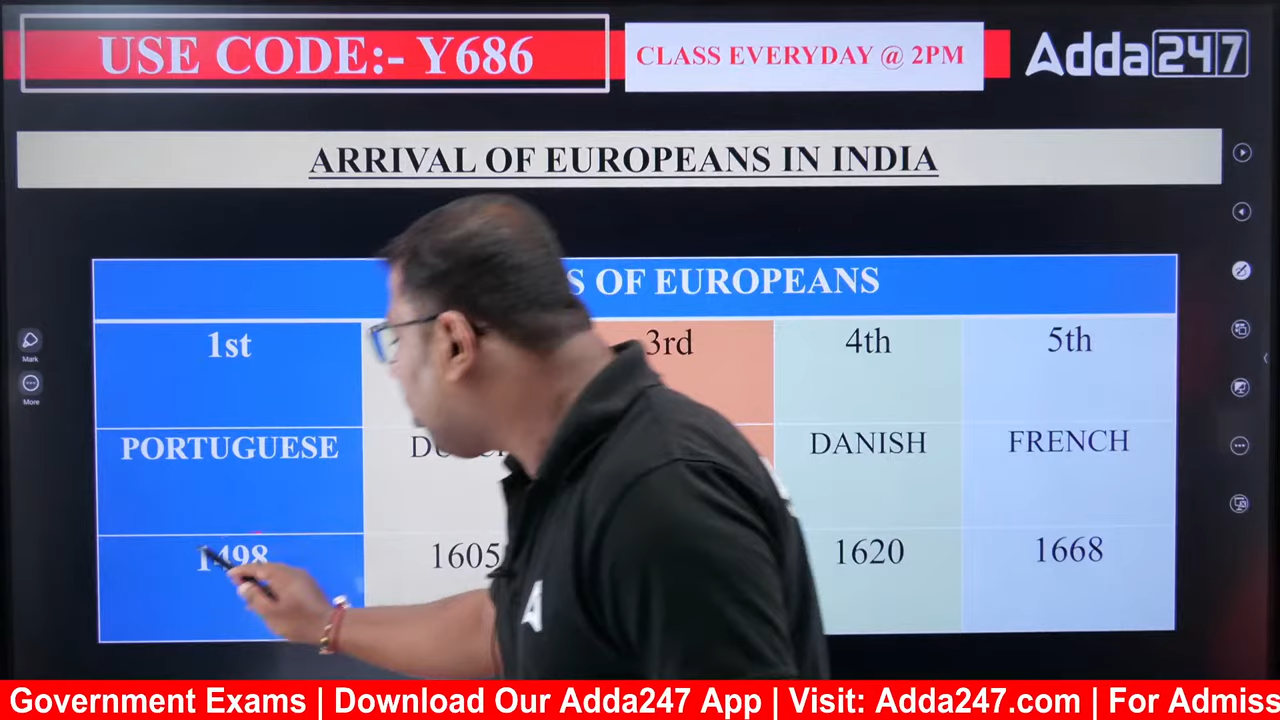 USE CODE:- Y686
CLASS EVERYDAY @ 2PM
Adda247
ARRIVAL OF EUROPEANS IN INDIA
OF EUROPEANS
1st
3rd
4th
5th
PORTUGUESE
DANISH
FRENCH
1498
1605
1620
1668
Mark
More
Government Exams | Download Our Adda247 App | Visit: Adda247.com | For